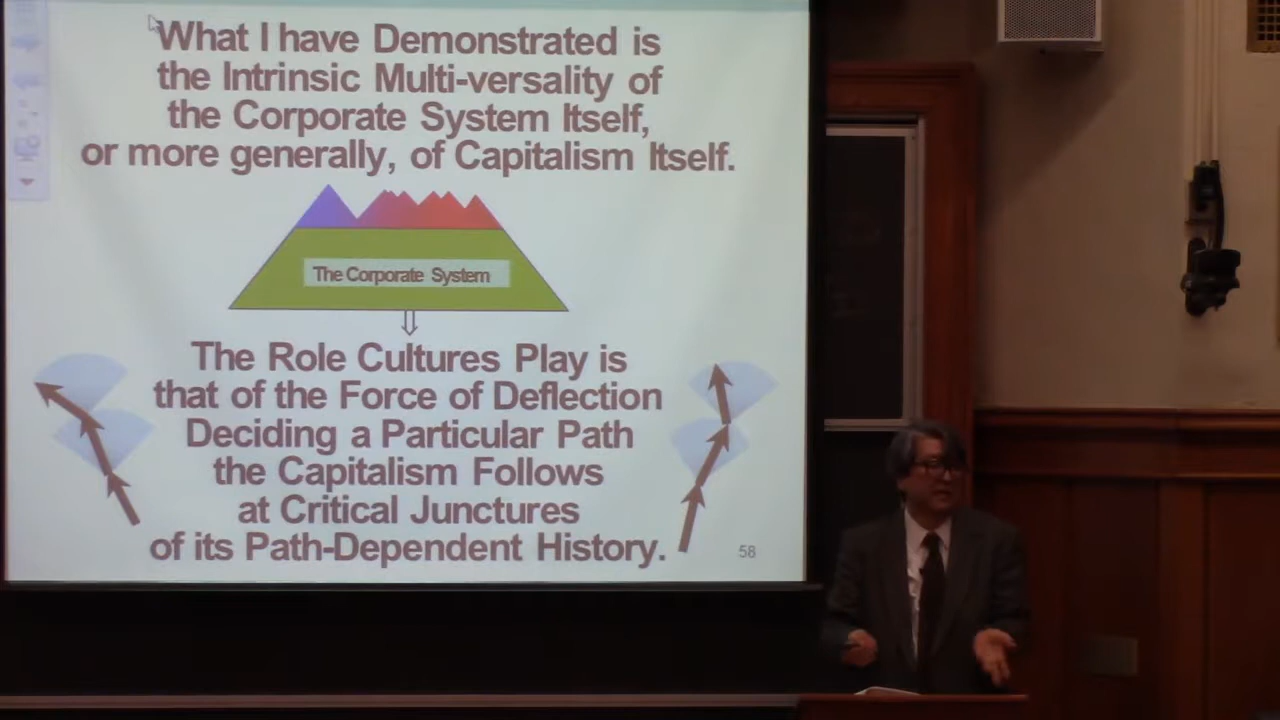 What I have Demonstrated is
the Intrinsic Multi-versality of
the Corporate System Itself,
or more generally, of Capitalism Itself.
The Corporate System
The Role Cultures Play is
that of the Force of Deflection
Deciding a Particular Path
the Capitalism Follows
at Critical Junctures
of its Path-Dependent History.
58